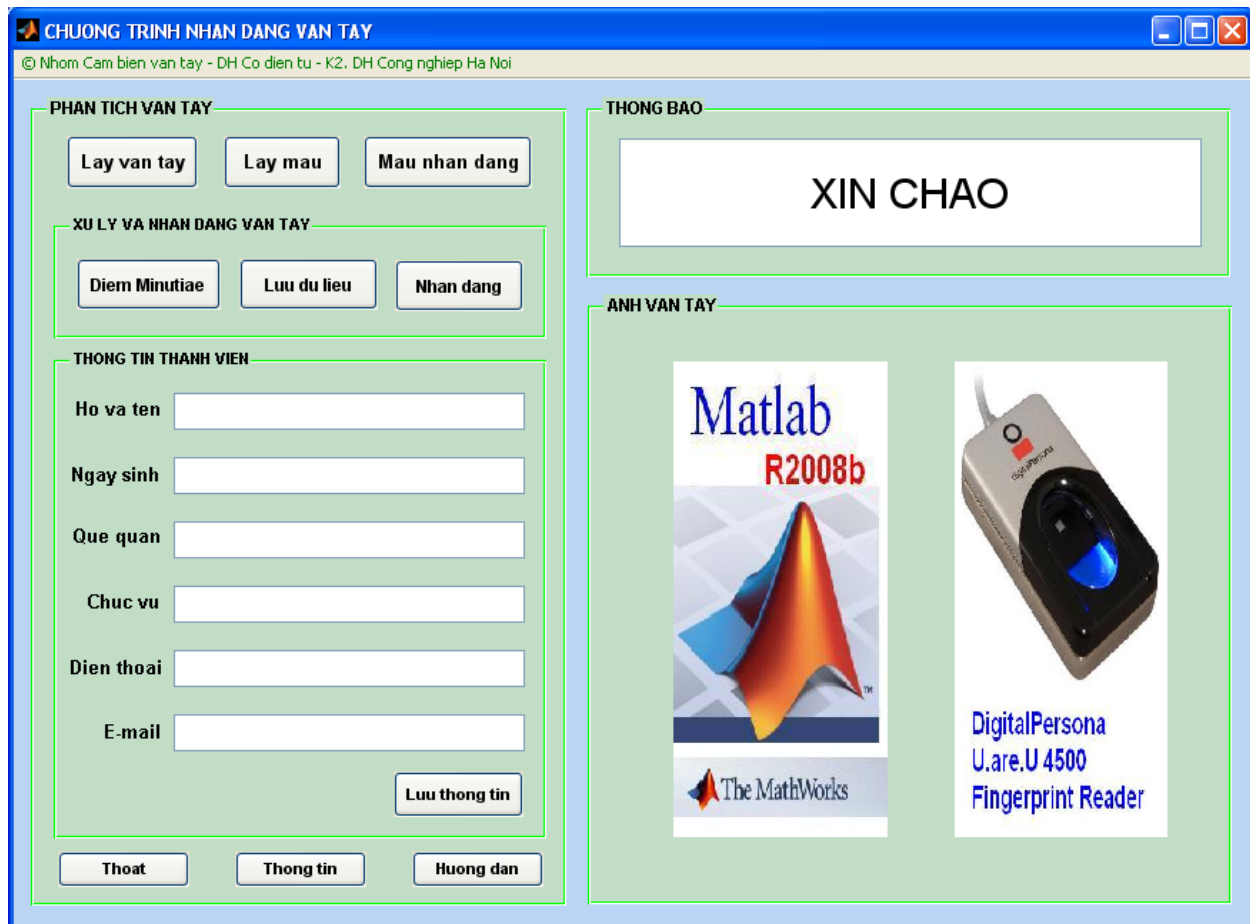 CHUONG TRINH NHAN DANG VAN TAY
© Nhom Cam bien van tay - DH Co dien tu - K2. DH Cong nghiep Ha Noi
PHAN TICH VAN TAY
Lay van tay
Lay mau
Mau nhan dang
XU LY VA NHAN DANG VAN TAY
Diem Minutiae
Luu du lieu
Nhan dang
THONG TIN THANH VIEN
Ho va ten
Ngay sinh
Que quan
Chuc vu
Dien thoai
E-mail
Luu thong tin
Thoat
Thong tin
Huong dan
THONG BAO
XIN CHAO
ANH VAN TAY
Matlab
R2008b
TM
The MathWorks
digitalPersona
DigitalPersona
U.are.U 4500
Fingerprint Reader